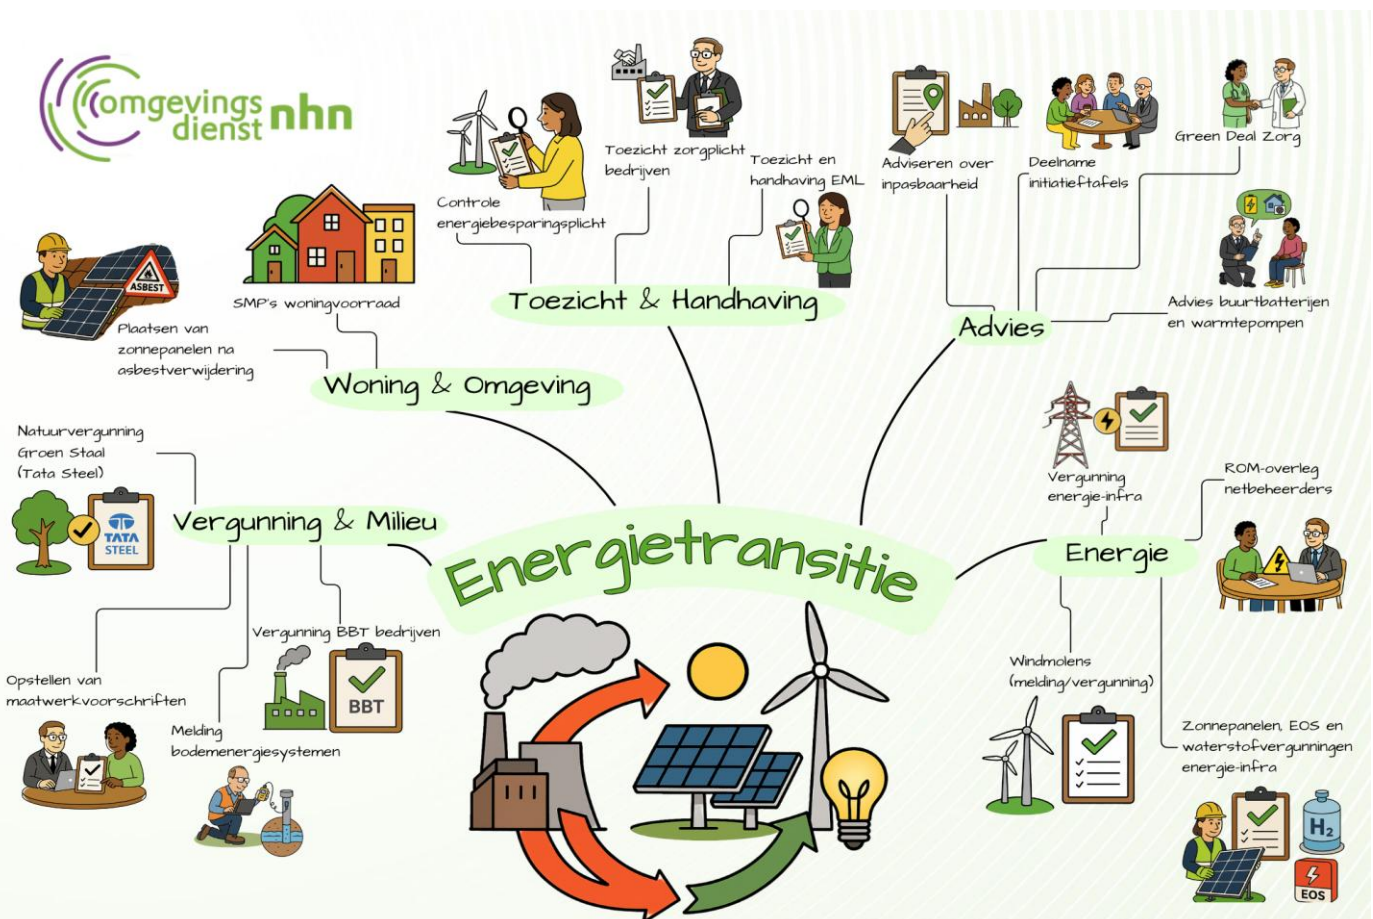 omgevings
dienst nhn
Energietransitie
Toezicht & Handhaving
Controle
energiebesparingsplicht
Toezicht zorgplicht
bedrijven
Toezicht en
handhaving EML
Advies
Adviseren over
inpasbaarheid
Deelname
initiatieftafels
Green Deal Zorg
Advies buurtbatterijen
en warmtepompen
Woning & Omgeving
SMP's woningvoorraad
ASBEST
Plaatsen van
zonnepanelen na
asbestverwijdering
Vergunning & Milieu
Natuurvergunning
Groen Staal
(Tata Steel)
TATA
STEEL
Opstellen van
maatwerkvoorschriften
Melding
bodemenergiesystemen
Vergunning BBT bedrijven
BBT
Energie
Vergunning
energie-infra
ROM-overleg
netbeheerders
Windmolens
(melding/vergunning)
Zonnepanelen, EOS en
waterstofvergunningen
energie-infra
H₂
EOS